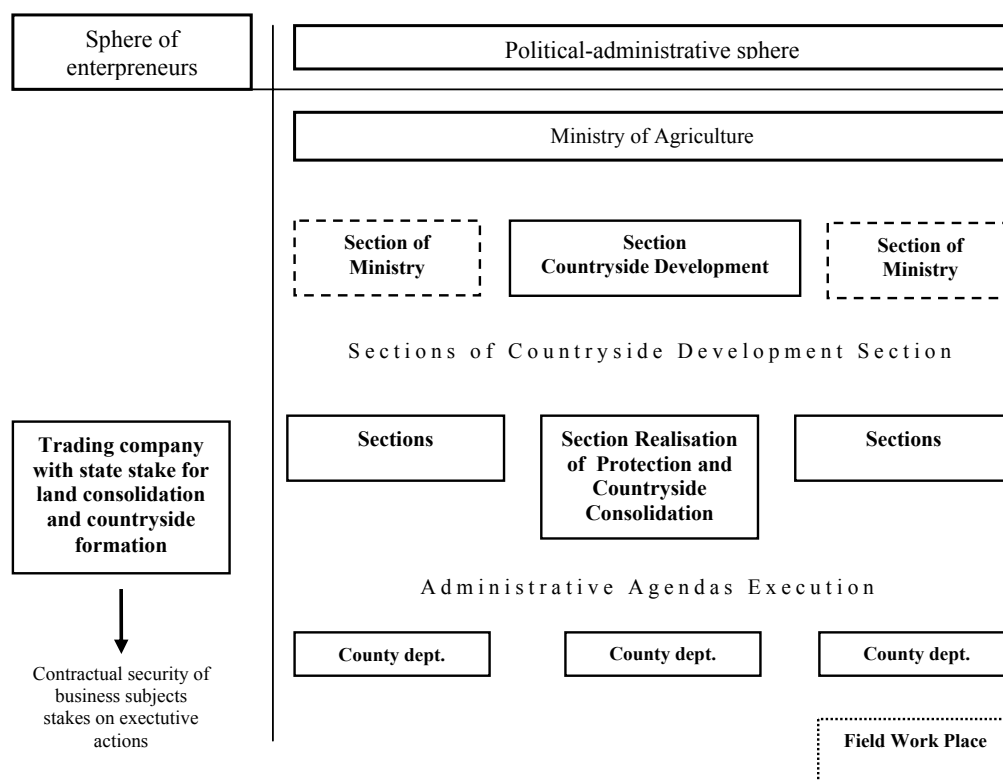 Sphere of
enterpreneurs
Political-administrative sphere
Ministry of Agriculture
Section of
Ministry
Section
Countryside Development
Section of
Ministry
Sections of Countryside Development Section
Trading company
with state stake for
land consolidation
and countryside
formation
Sections
Section Realisation
of Protection and
Countryside
Consolidation
Sections
Administrative Agendas Execution
County dept.
County dept.
County dept.
Contractual security of
business subjects
stakes on exectutive
actions
Field Work Place